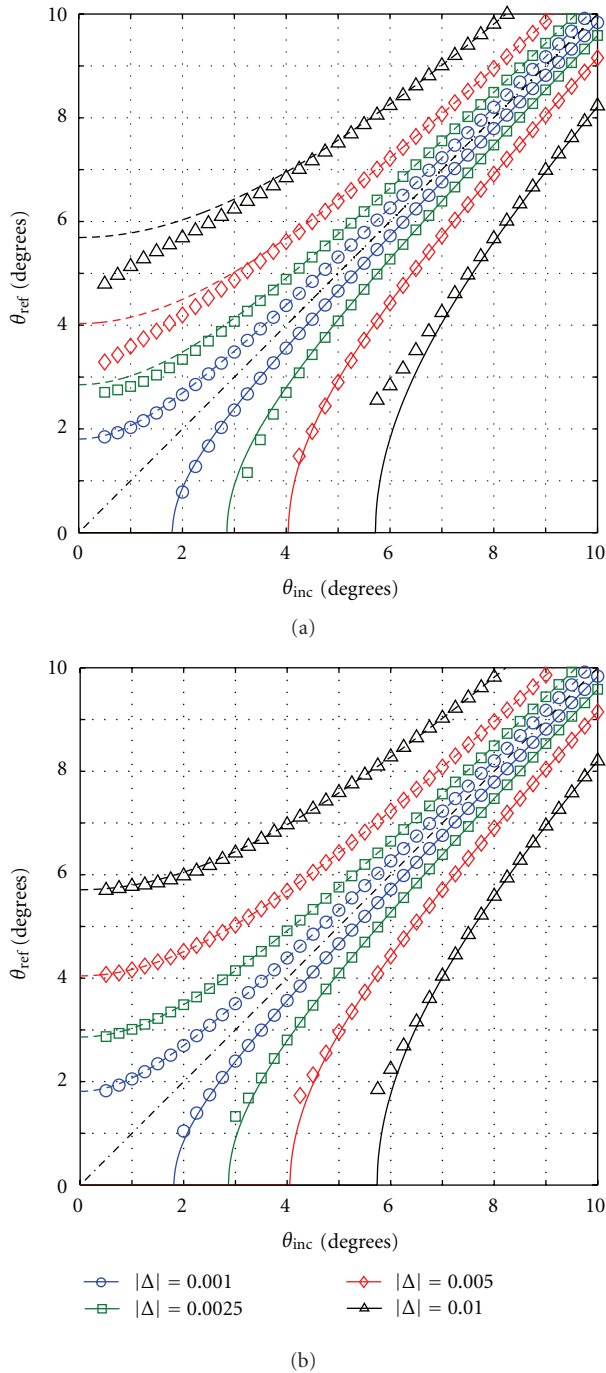 10
8
6
4
2
0
θref (degrees)
0 2 4 6 8 10
θinc (degrees)
(a)
10
8
6
4
2
0
θref (degrees)
0 2 4 6 8 10
θinc (degrees)
|Δ| = 0.001
|Δ| = 0.0025
|Δ| = 0.005
|Δ| = 0.01
(b)